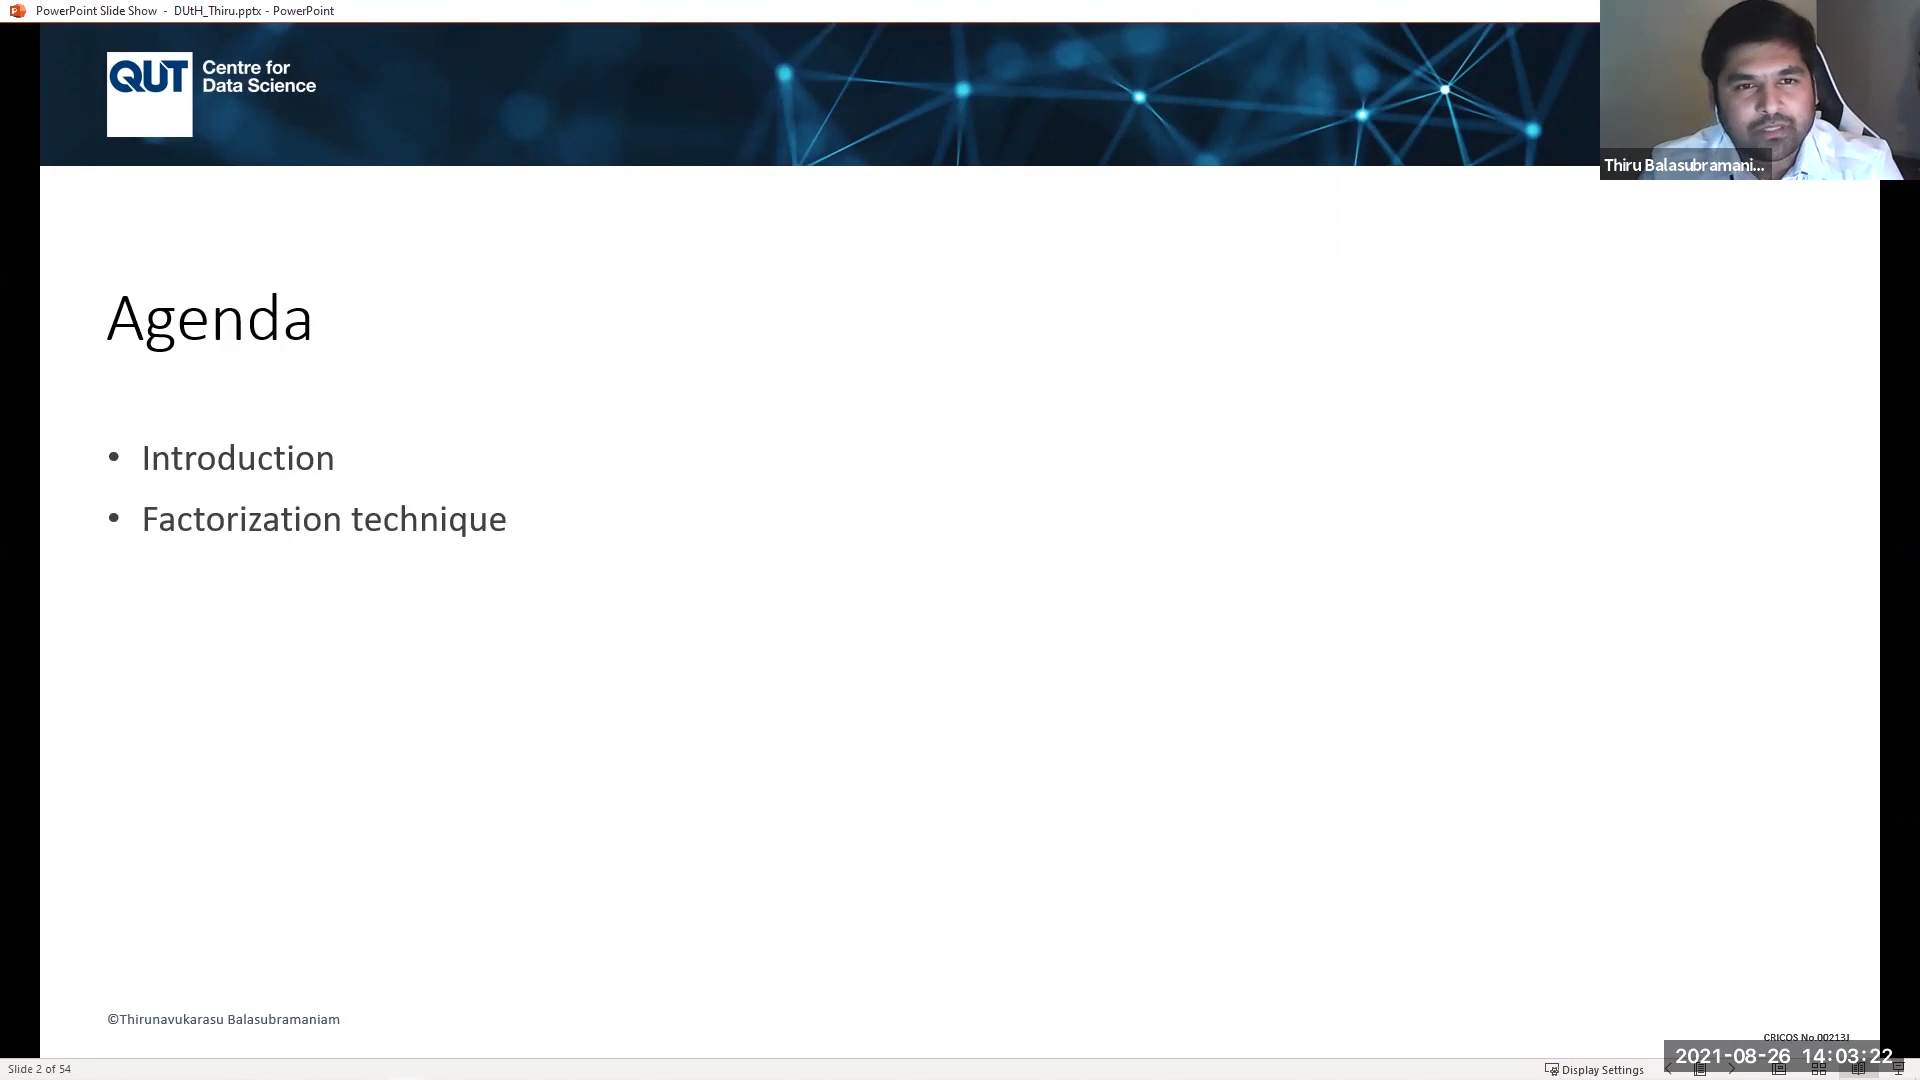 PowerPoint Slide Show - DUtH_Thiru.pptx - PowerPoint
QUT Centre for
Data Science
Thiru Balasubramani...
Agenda
• Introduction
• Factorization technique
©Thirunavukarasu Balasubramaniam
CRICOS No.00213J
2021-08-26 14:03:22
Slide 2 of 54
Display Settings